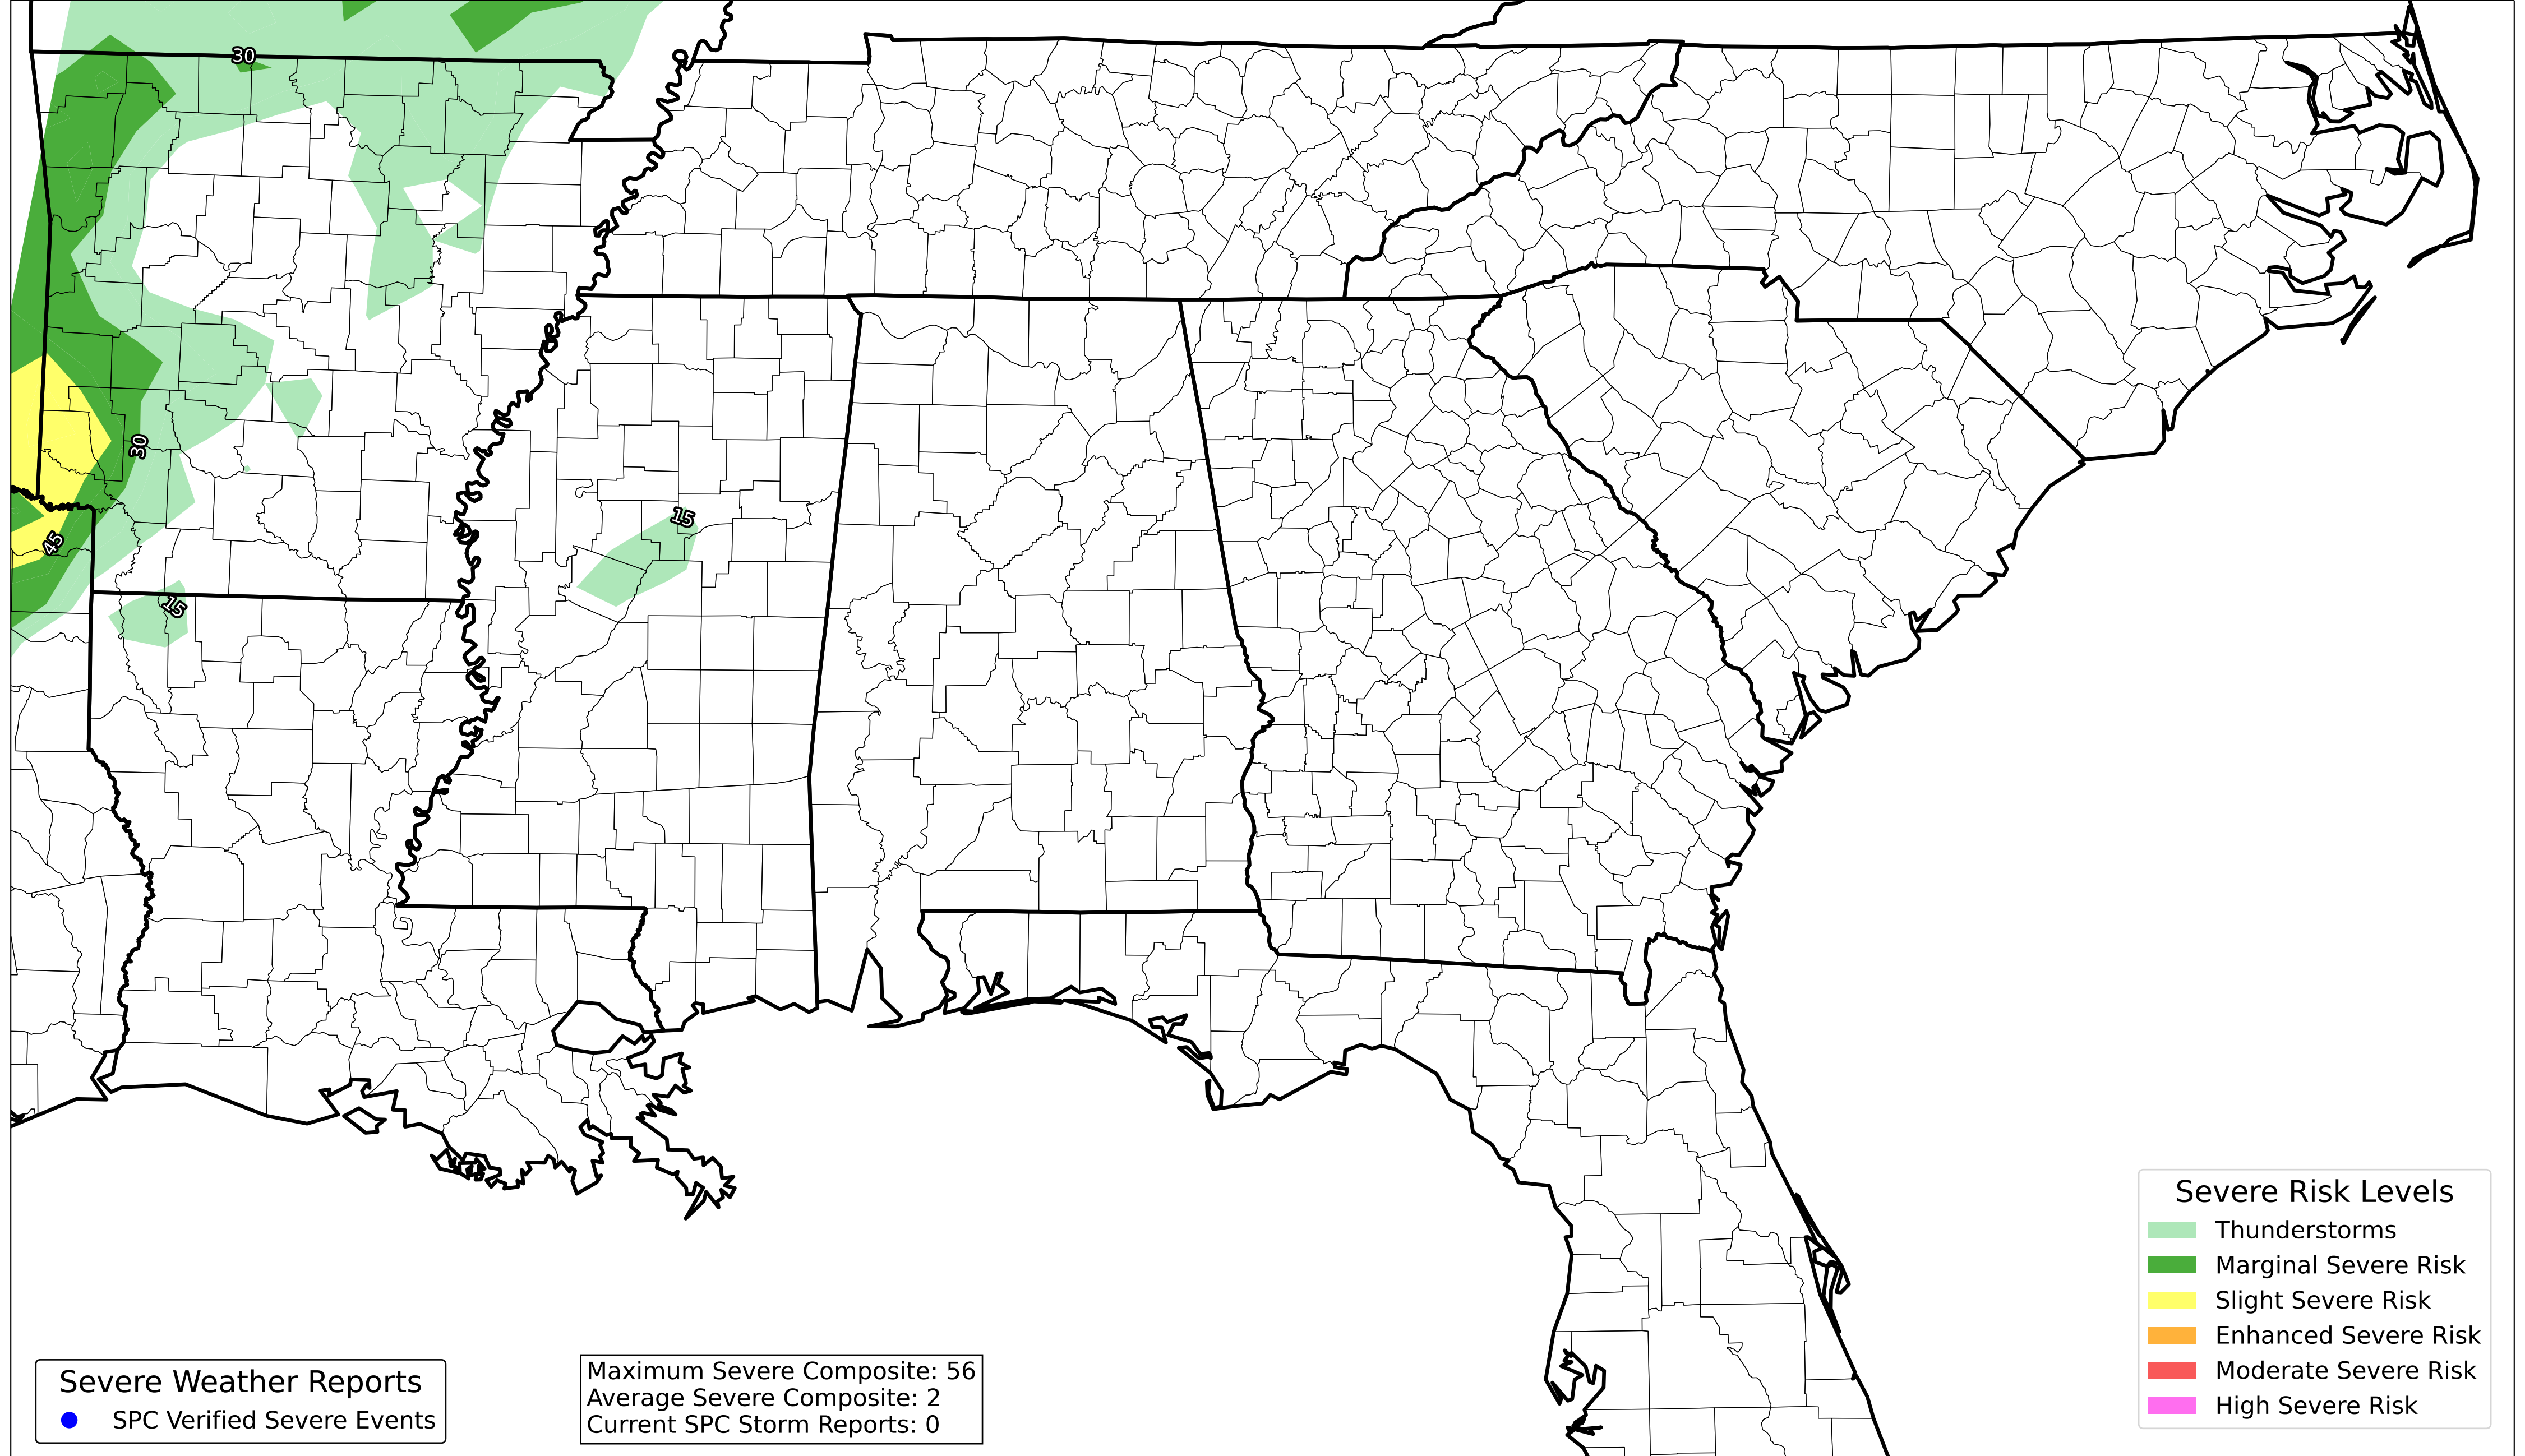 30
30
45
15
15
Severe Risk Levels
Thunderstorms
Marginal Severe Risk
Slight Severe Risk
Enhanced Severe Risk
Moderate Severe Risk
High Severe Risk
Severe Weather Reports
SPC Verified Severe Events
Maximum Severe Composite: 56
Average Severe Composite: 2
Current SPC Storm Reports: 0